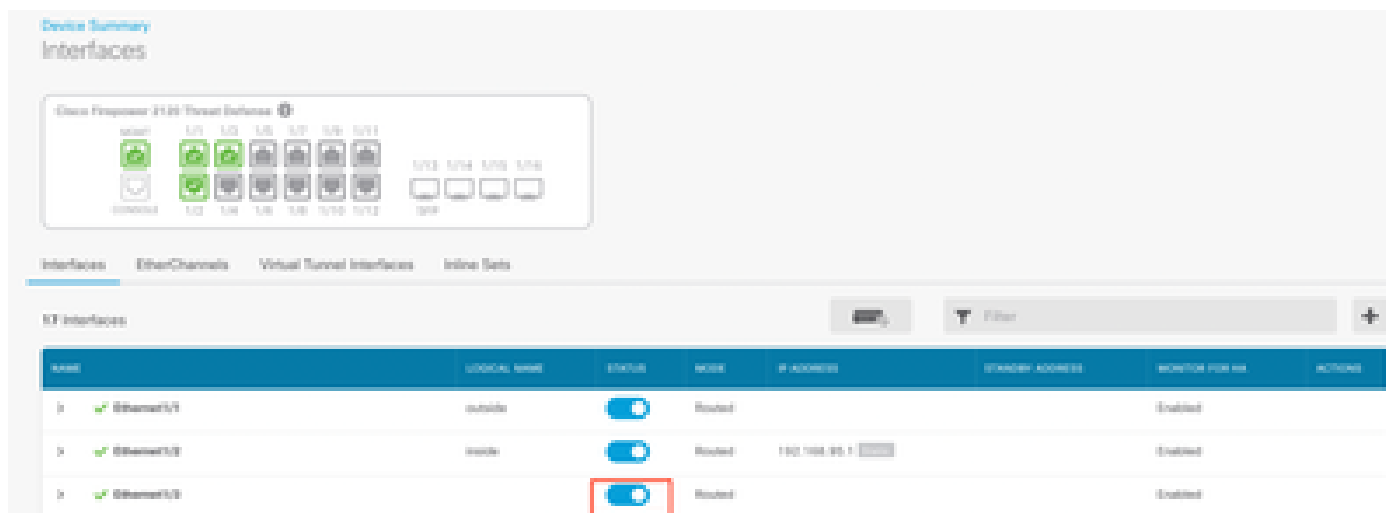 Device Summary
Interfaces
Cisco Firepower 2120 Threat Defense
MGMT 1/1 1/3 1/5 1/7 1/9 1/11
1/13 1/14 1/15 1/16
CONSOLE 1/2 1/4 1/6 1/8 1/10 1/12 SFP
Interfaces EtherChannels Virtual Tunnel Interfaces Inline Sets
17 Interfaces Filter +
NAME LOGICAL NAME STATUS MODE IP ADDRESS STANDBY ADDRESS MONITOR FOR HA ACTIONS
> Ethernet1/1 outside Routed Enabled
> Ethernet1/2 inside Routed 192.168.95.1 Enabled
> Ethernet1/3 Routed Enabled